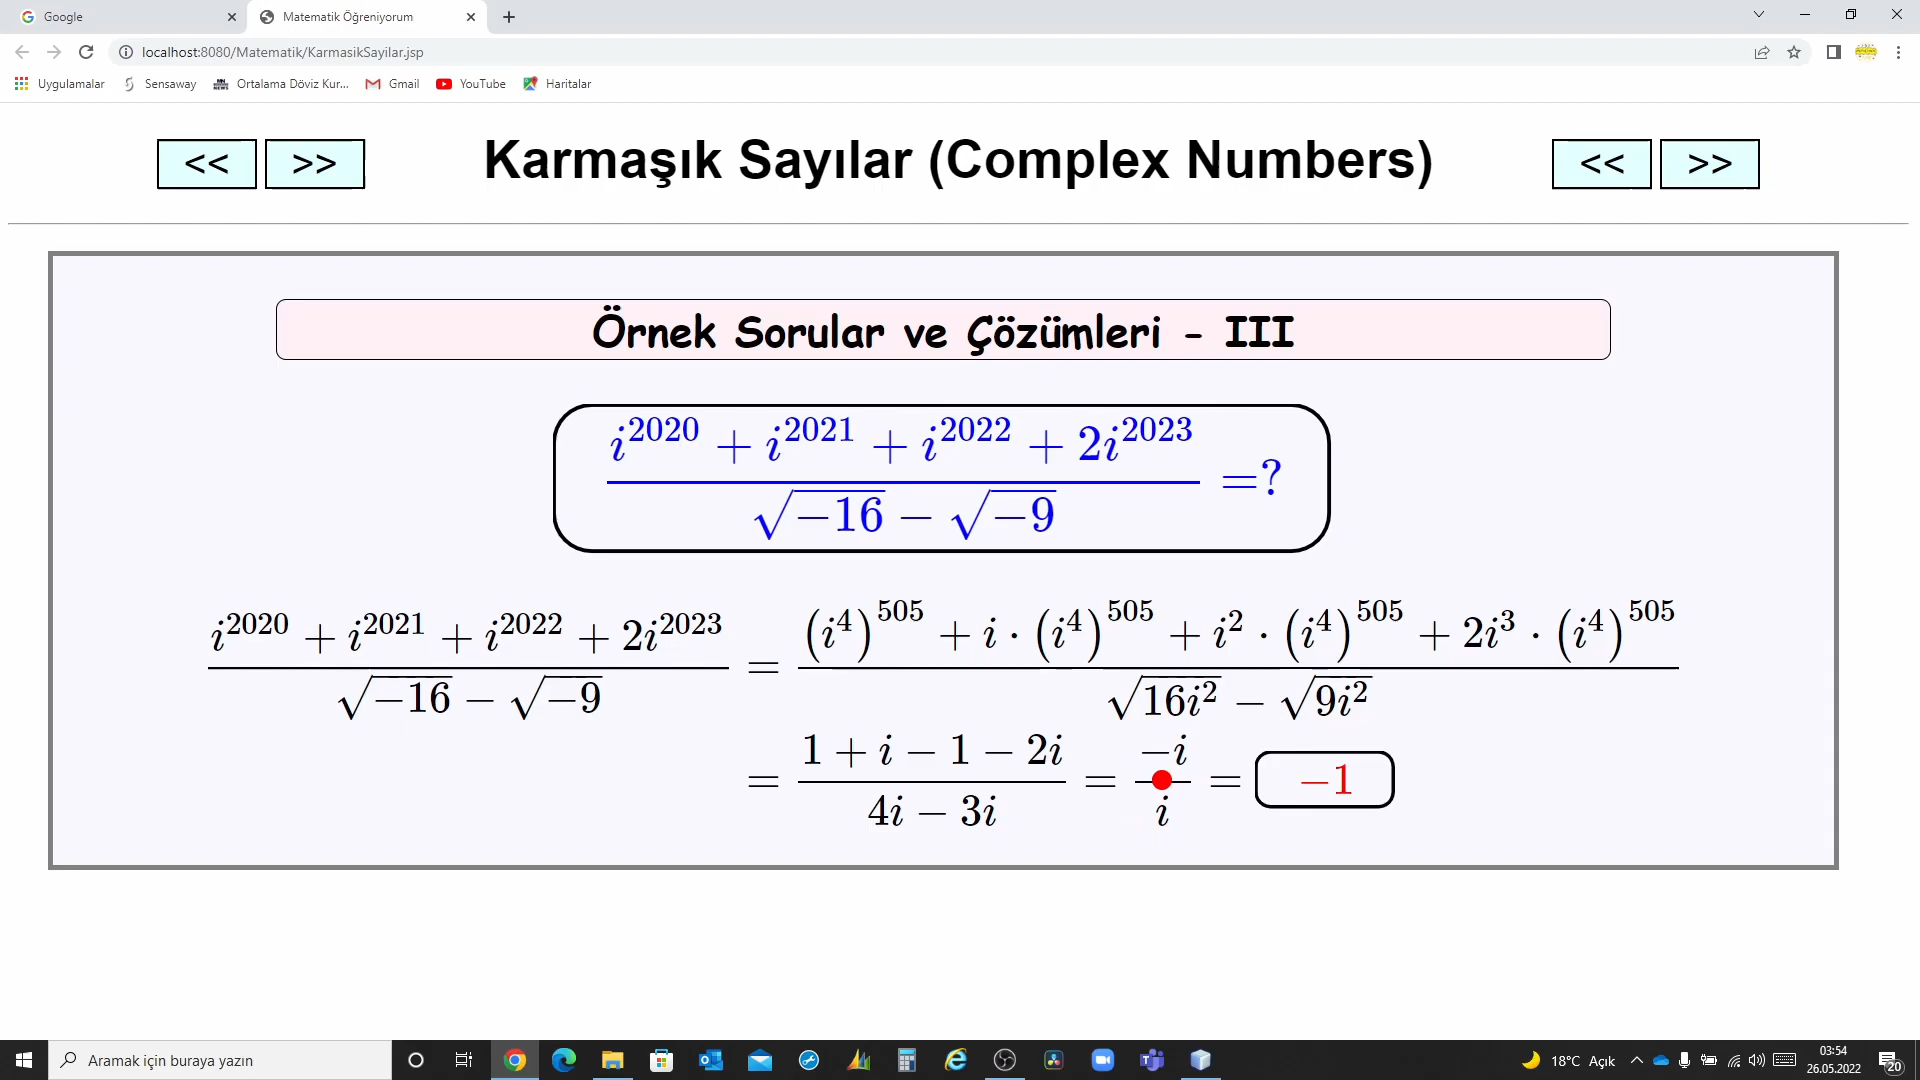 Google
Matematik Öğreniyorum
localhost:8080/Matematik/KarmasikSayilar.jsp
Uygulamalar Sensaway Ortalama Döviz Kur... Gmail YouTube Haritalar
<< >> Karmaşık Sayılar (Complex Numbers) << >>
Örnek Sorular ve Çözümleri - III
i^2020 + i^2021 + i^2022 + 2i^2023
=?
√−16 − √−9
i^2020 + i^2021 + i^2022 + 2i^2023
√−16 − √−9
=
(i^4)^505 + i · (i^4)^505 + i^2 · (i^4)^505 + 2i^3 · (i^4)^505
√16i^2 − √9i^2
=
1 + i − 1 − 2i
4i − 3i
=
−i
i
=
−1
Aramak için buraya yazın
18°C Açık
03:54
26.05.2022
20